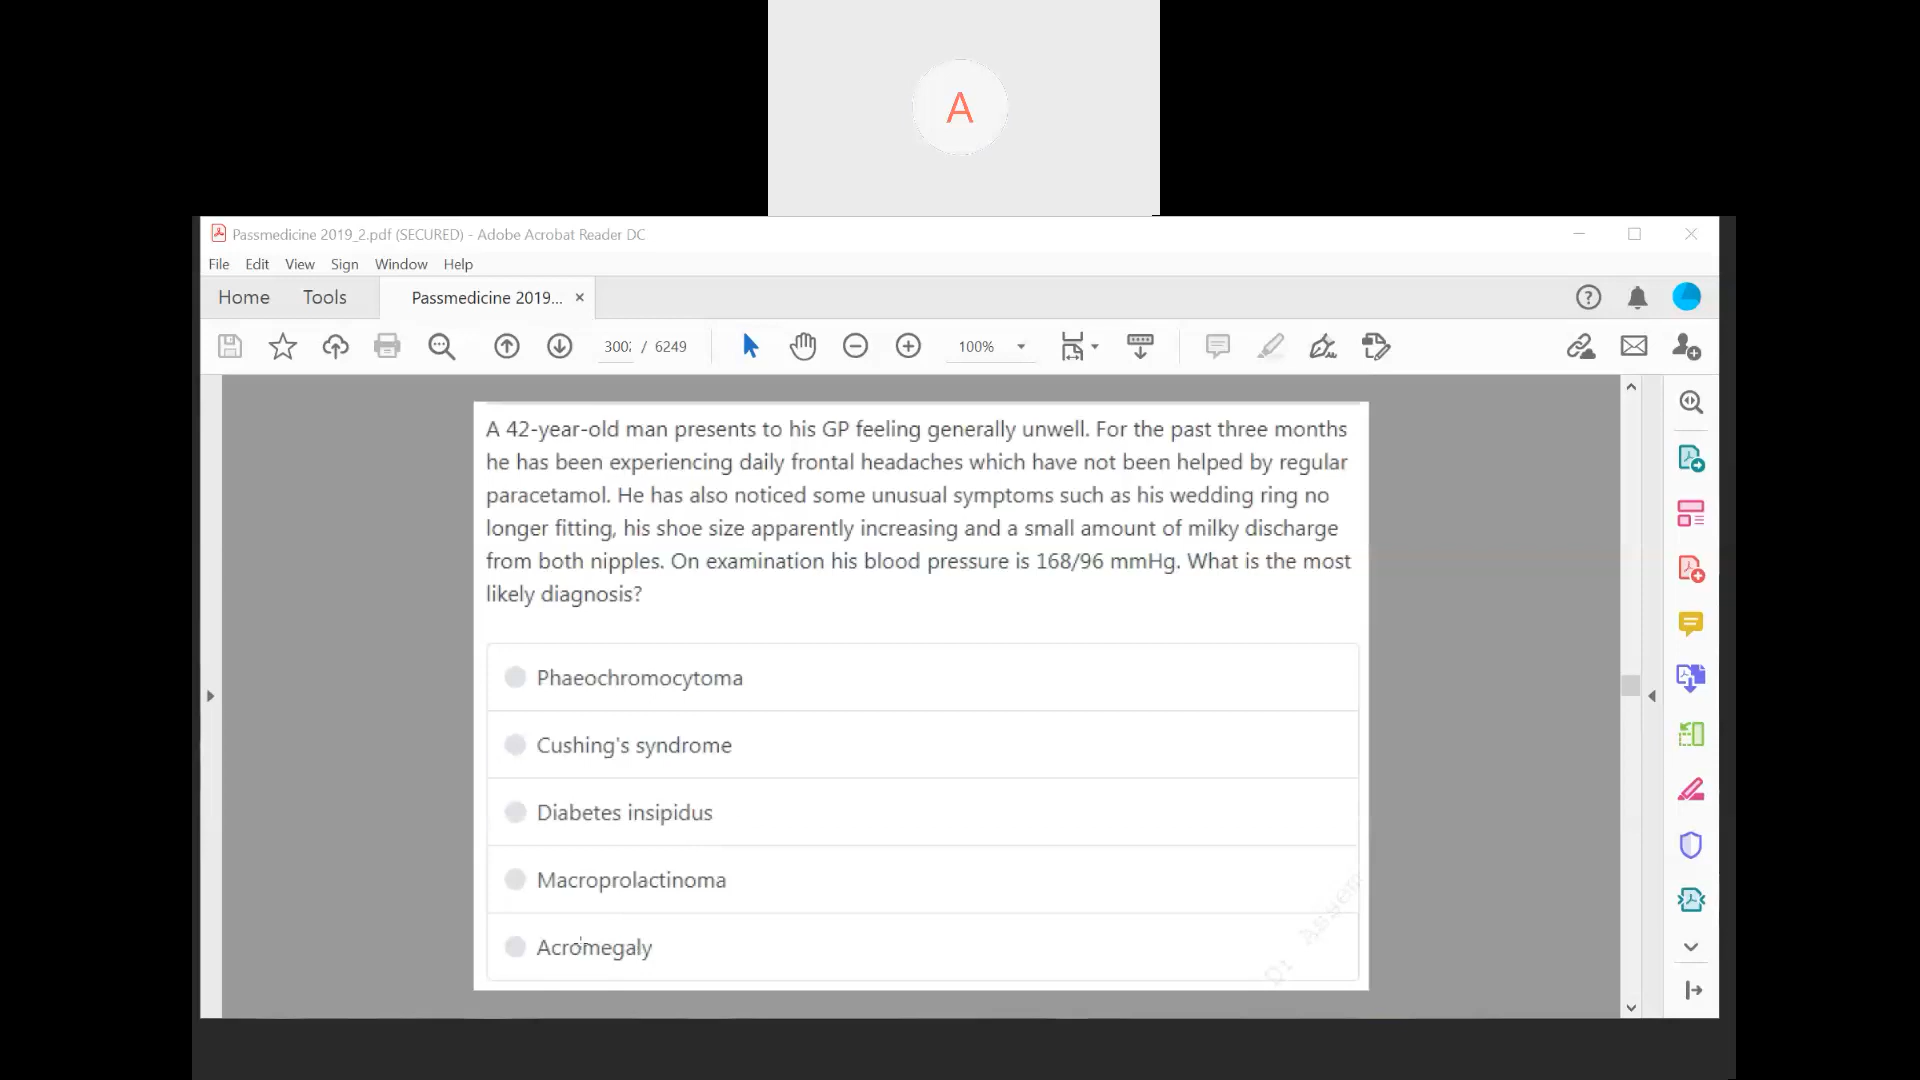 A
Passmedicine 2019_2.pdf (SECURED) - Adobe Acrobat Reader DC
File Edit View Sign Window Help
Home Tools Passmedicine 2019... ×
300 / 6249 100%
A 42-year-old man presents to his GP feeling generally unwell. For the past three months
he has been experiencing daily frontal headaches which have not been helped by regular
paracetamol. He has also noticed some unusual symptoms such as his wedding ring no
longer fitting, his shoe size apparently increasing and a small amount of milky discharge
from both nipples. On examination his blood pressure is 168/96 mmHg. What is the most
likely diagnosis?
Phaeochromocytoma
Cushing's syndrome
Diabetes insipidus
Macroprolactinoma
Acromegaly